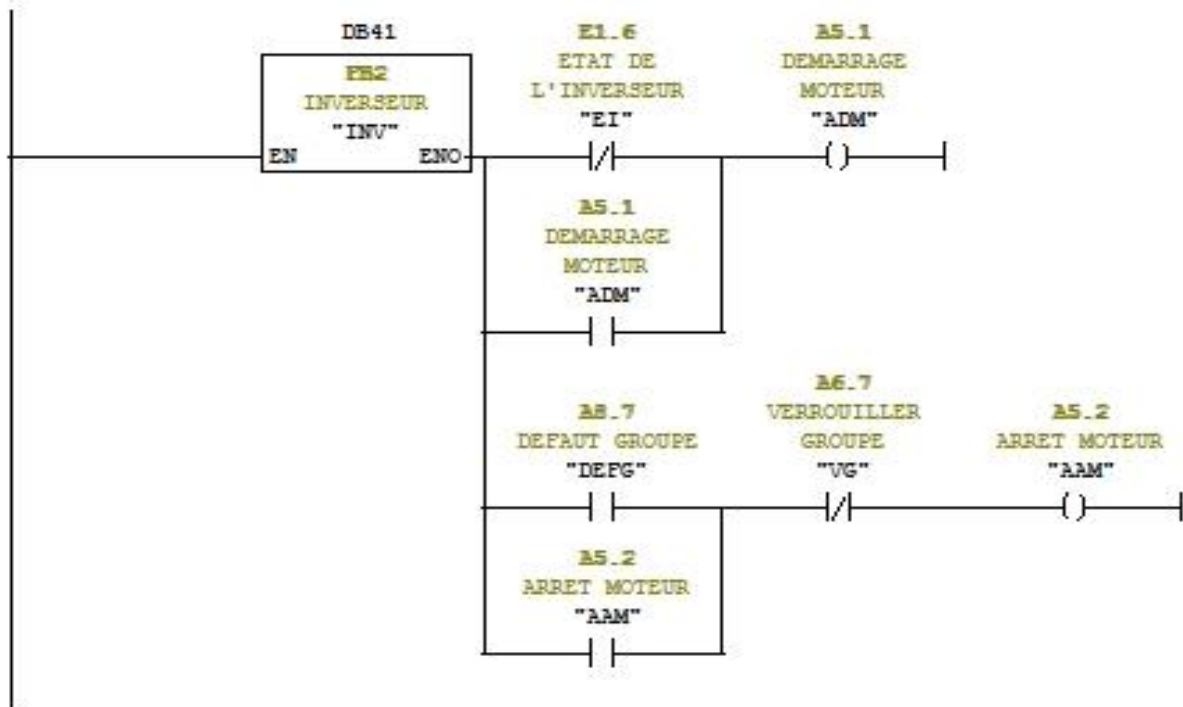 DB41
FB2
INVERSEUR
"INV"
EN ENO
E1.6
ETAT DE
L'INVERSEUR
"EI"
A5.1
DEMARRAGE
MOTEUR
"ADM"
A5.1
DEMARRAGE
MOTEUR
"ADM"
A8.7
DEFAUT GROUPE
"DEFG"
A6.7
VERROUILLER
GROUPE
"VG"
A5.2
ARRET MOTEUR
"AAM"
A5.2
ARRET MOTEUR
"AAM"